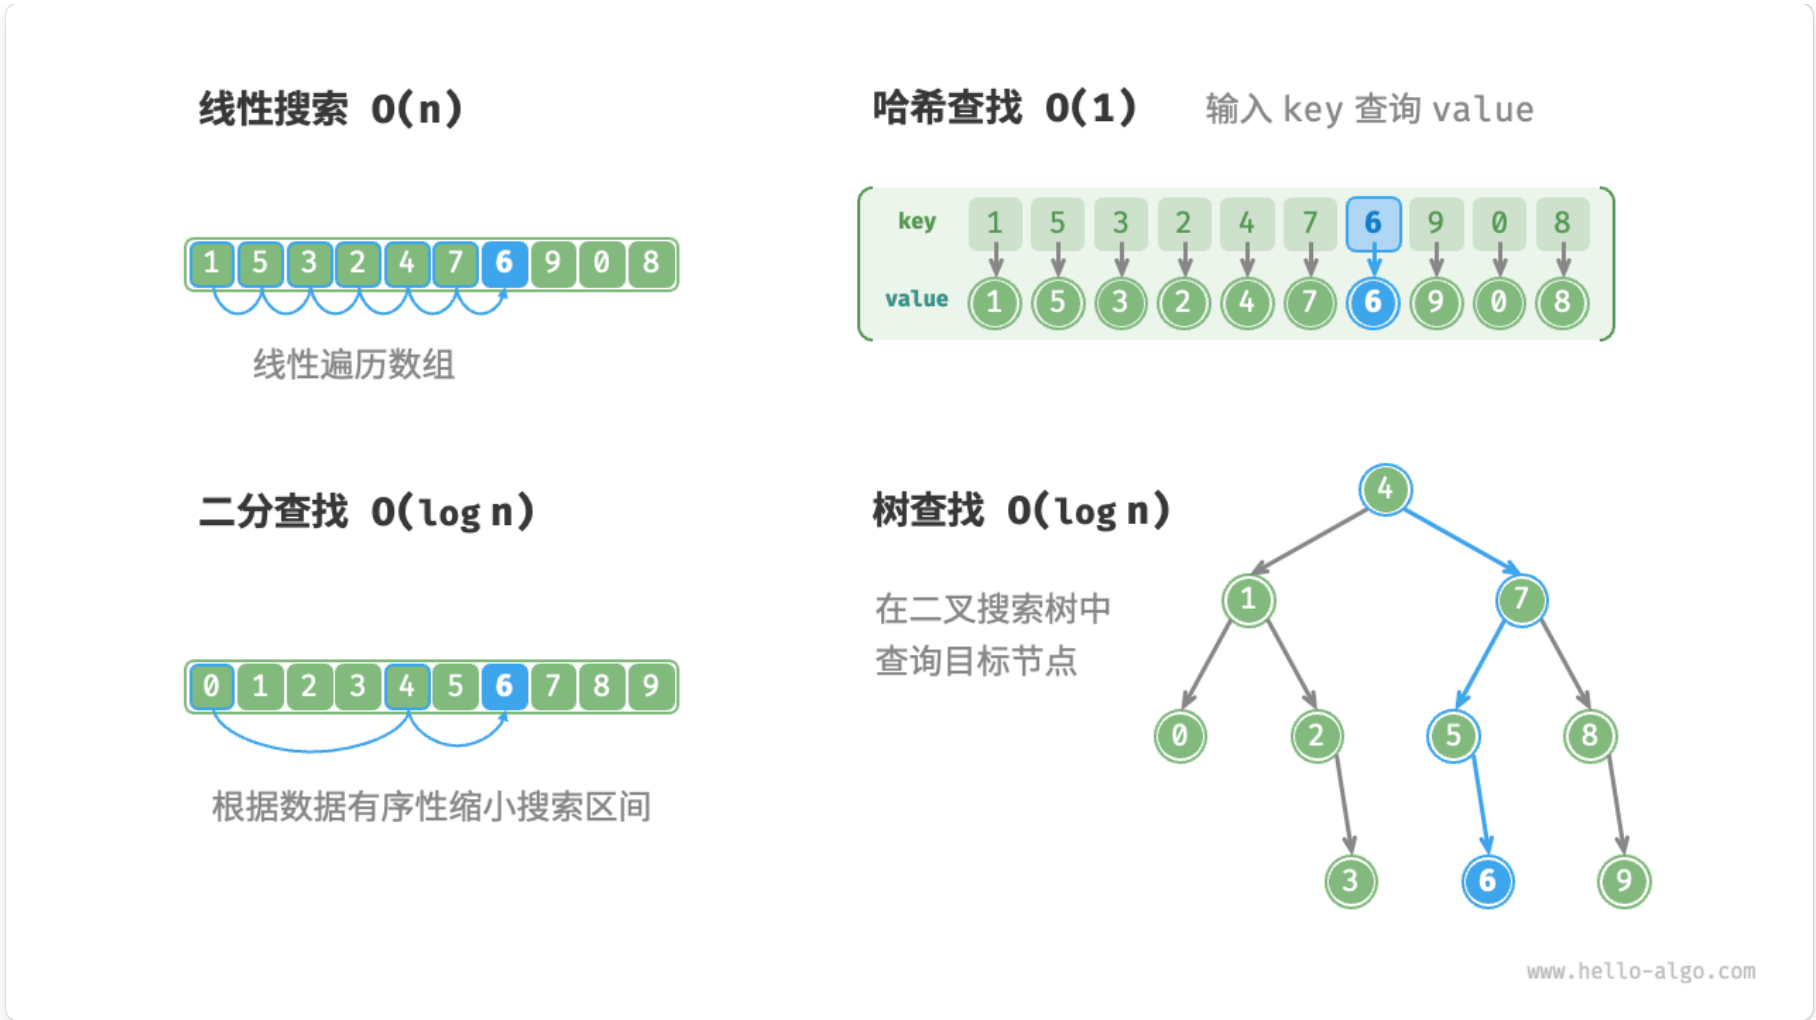 线性搜索 O(n)
1 5 3 2 4 7 6 9 0 8
线性遍历数组
哈希查找 O(1) 输入 key 查询 value
key 1 5 3 2 4 7 6 9 0 8
value 1 5 3 2 4 7 6 9 0 8
二分查找 O(log n)
0 1 2 3 4 5 6 7 8 9
根据数据有序性缩小搜索区间
树查找 O(log n)
在二叉搜索树中
查询目标节点
4
1 7
0 2 5 8
3 6 9
www.hello-algo.com